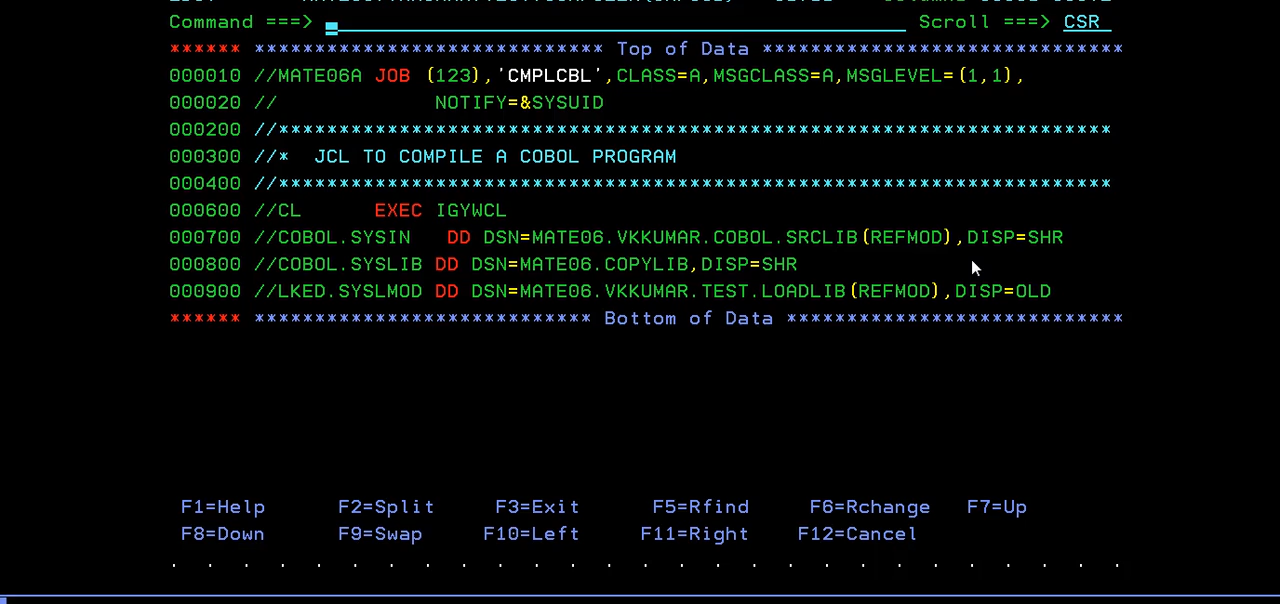 Command ===> Scroll ===> CSR
****** ***************************** Top of Data ******************************
000010 //MATE06A JOB (123),'CMPLCBL',CLASS=A,MSGCLASS=A,MSGLEVEL=(1,1),
000020 //             NOTIFY=&SYSUID
000200 //*********************************************************************
000300 //*  JCL TO COMPILE A COBOL PROGRAM
000400 //*********************************************************************
000600 //CL      EXEC IGYWCL
000700 //COBOL.SYSIN   DD DSN=MATE06.VKKUMAR.COBOL.SRCLIB(REFMOD),DISP=SHR
000800 //COBOL.SYSLIB DD DSN=MATE06.COPYLIB,DISP=SHR
000900 //LKED.SYSLMOD DD DSN=MATE06.VKKUMAR.TEST.LOADLIB(REFMOD),DISP=OLD
****** **************************** Bottom of Data ****************************
F1=Help F2=Split F3=Exit F5=Rfind F6=Rchange F7=Up
F8=Down F9=Swap F10=Left F11=Right F12=Cancel